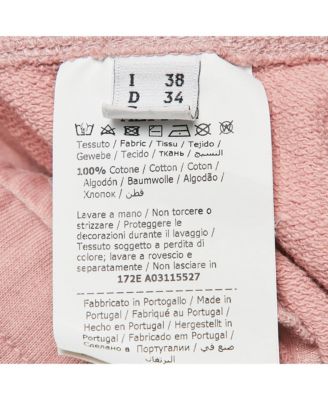 I 38
D 34
Tessuto / Fabric / Tissu / Tejido /
Gewebe / Tecido / ткань / النسيج
100% Cotone / Cotton / Coton /
Algodón / Baumwolle / Algodão /
Хлопок / قطن
Lavare a mano / Non torcere o
strizzare / Proteggere le
decorazioni durante il lavaggio /
Tessuto soggetto a perdita di
colore; lavare a rovescio e
separatamente / Non lasciare in
172E A03115527
Fabbricato in Portogallo / Made in
Portugal / Fabriqué au Portugal /
Hecho en Portugal / Hergestellt in
Portugal / Fabricado em Portugal /
Сделано в Португалии / صنع في
البرتغال